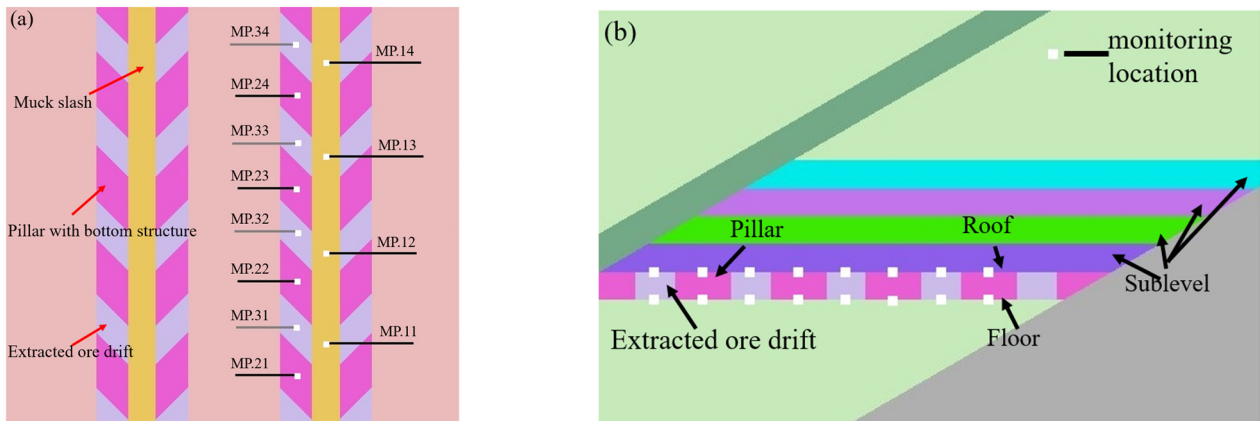 (a)
MP.34
MP.14
MP.24
Muck slash
MP.33
MP.13
MP.23
MP.32
Pillar with bottom structure
MP.12
MP.22
MP.31
MP.11
Extracted ore drift
MP.21
(b)
monitoring
location
Pillar
Roof
Sublevel
Extracted ore drift
Floor